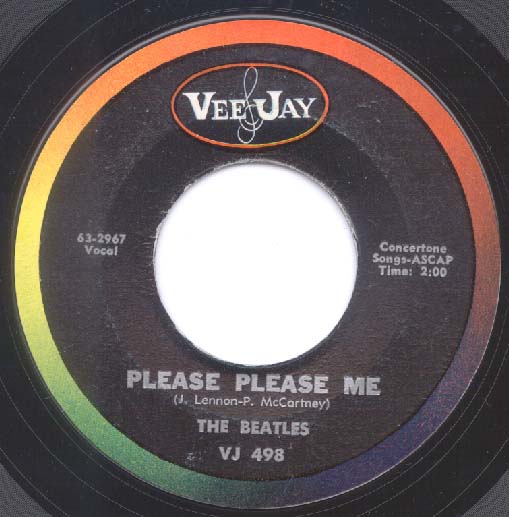 VEE JAY
63-2967
Vocal
Concertone
Songs-ASCAP
Time: 2:00
PLEASE PLEASE ME
(J. Lennon-P. McCartney)
THE BEATLES
VJ 498